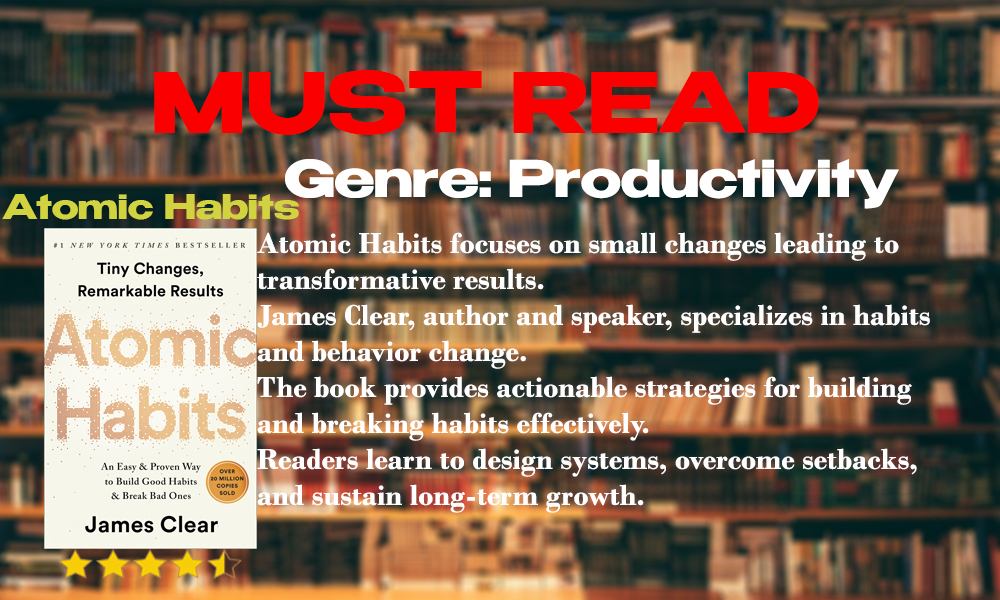 MUST READ
Genre: Productivity
Atomic Habits
#1 NEW YORK TIMES BESTSELLER
Tiny Changes,
Remarkable Results
Atomic
Habits
An Easy & Proven Way
to Build Good Habits
& Break Bad Ones
OVER
20 MILLION
COPIES
SOLD
James Clear
Atomic Habits focuses on small changes leading to
transformative results.
James Clear, author and speaker, specializes in habits
and behavior change.
The book provides actionable strategies for building
and breaking habits effectively.
Readers learn to design systems, overcome setbacks,
and sustain long-term growth.